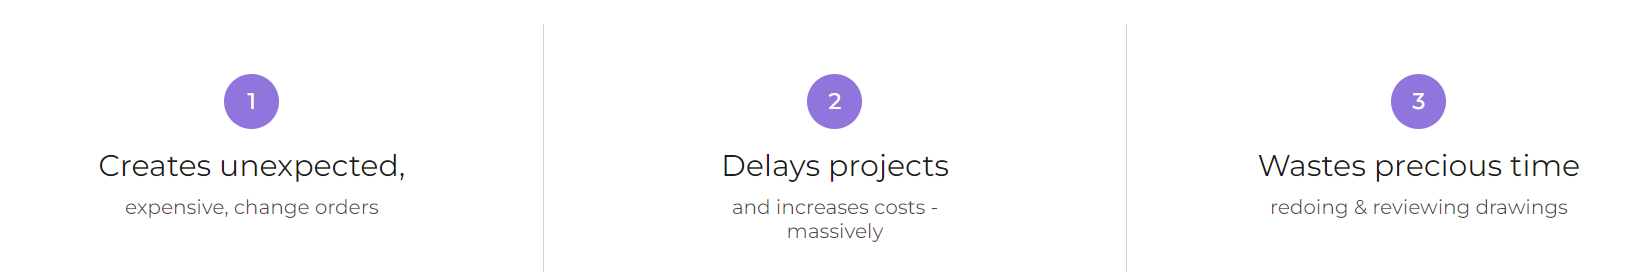 1
Creates unexpected,
expensive, change orders
2
Delays projects
and increases costs -
massively
3
Wastes precious time
redoing & reviewing drawings